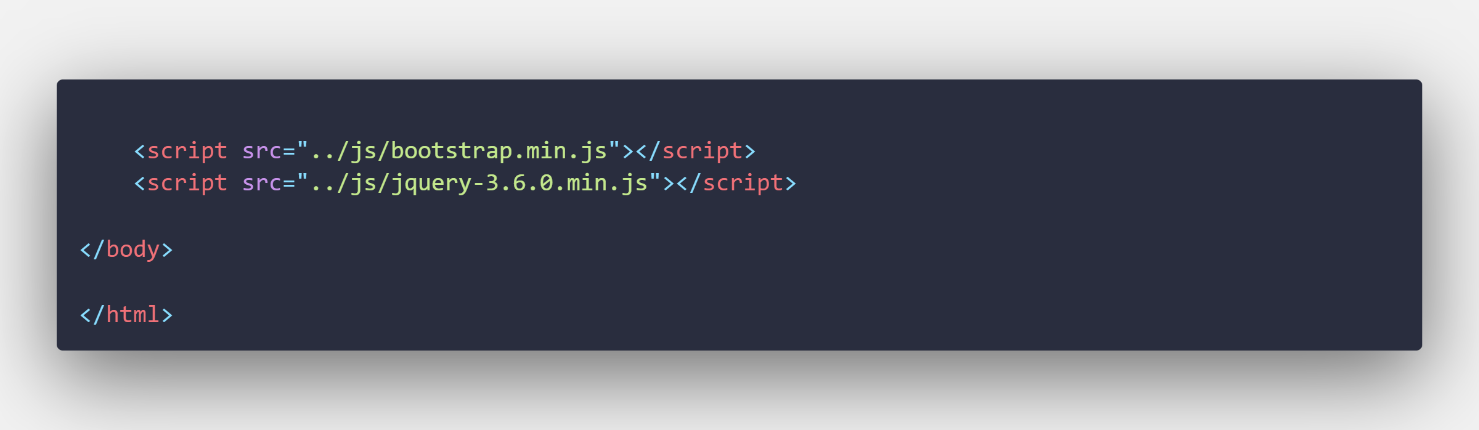 <script src="../js/bootstrap.min.js"></script>
<script src="../js/jquery-3.6.0.min.js"></script>
</body>
</html>